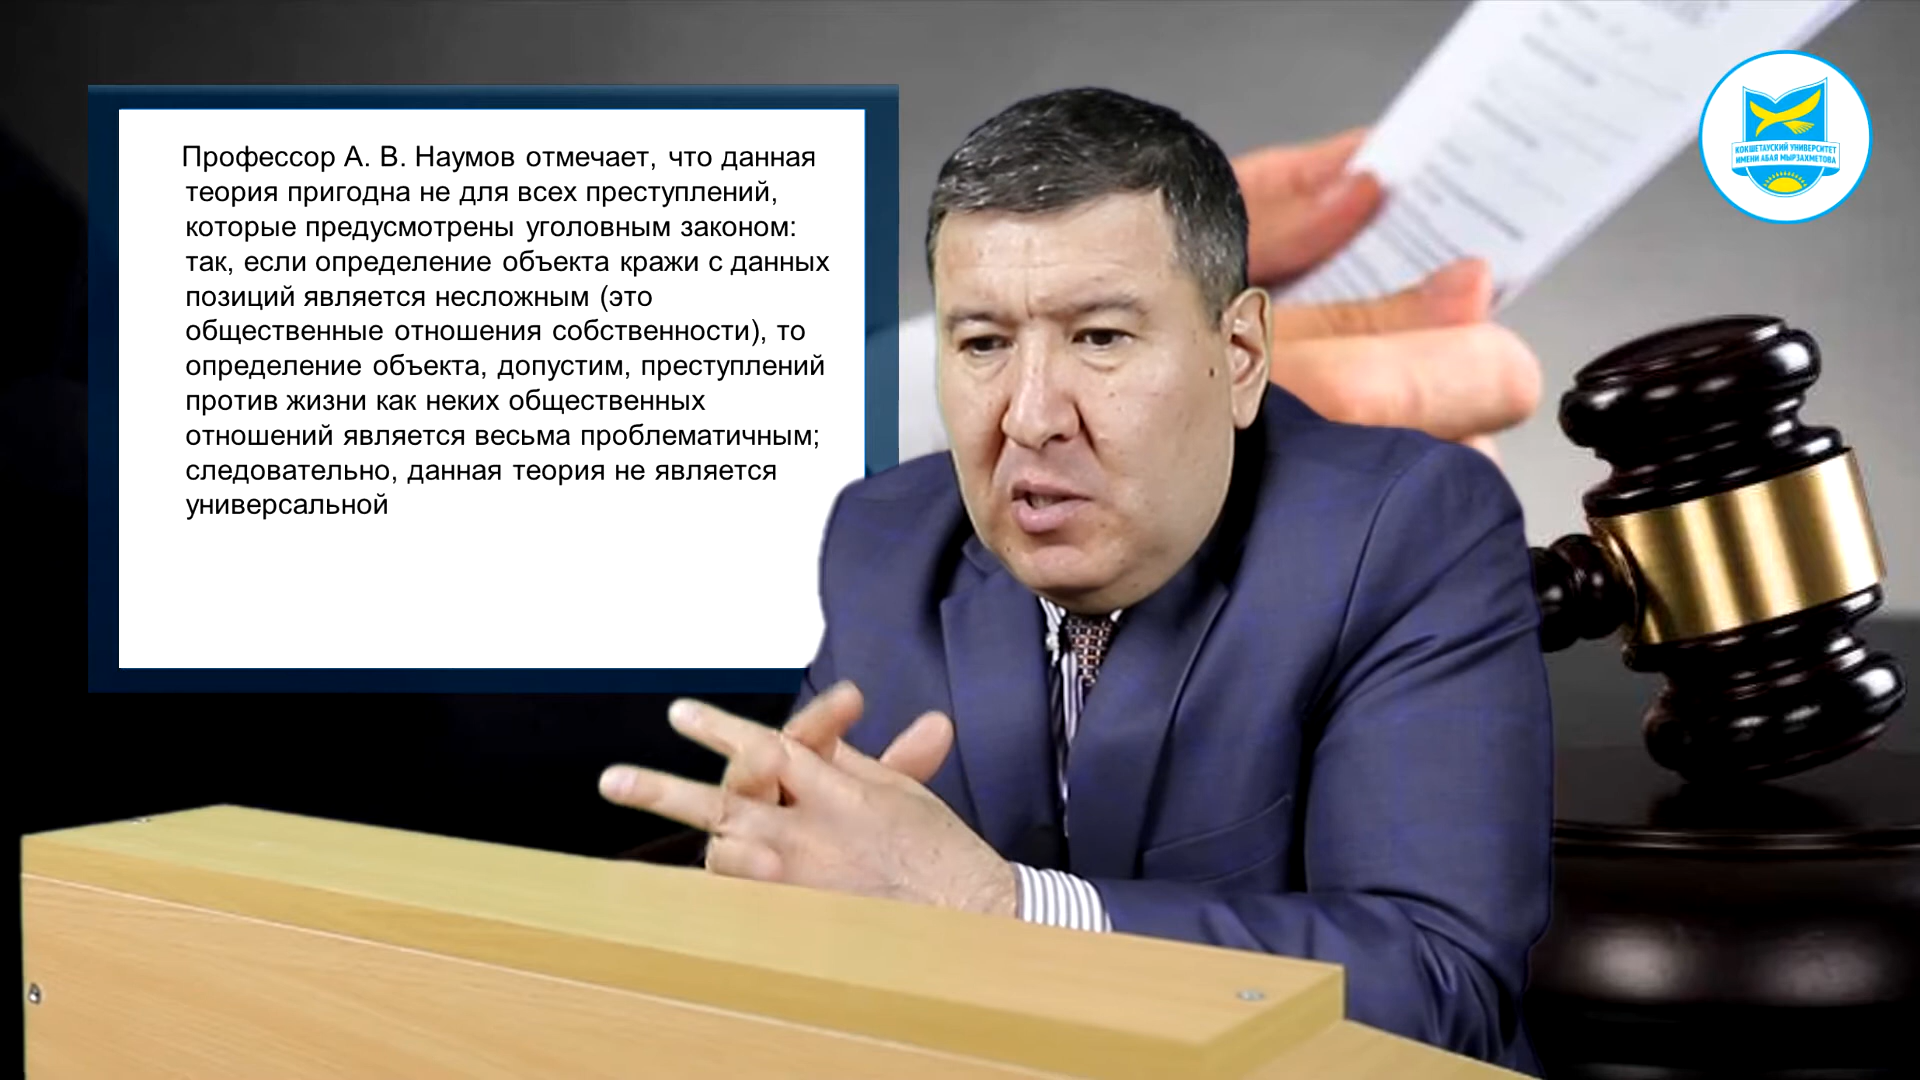 Профессор А. В. Наумов отмечает, что данная
теория пригодна не для всех преступлений,
которые предусмотрены уголовным законом:
так, если определение объекта кражи с данных
позиций является несложным (это
общественные отношения собственности), то
определение объекта, допустим, преступлений
против жизни как неких общественных
отношений является весьма проблематичным;
следовательно, данная теория не является
универсальной
КОКШЕТАУСКИЙ УНИВЕРСИТЕТ
ИМЕНИ АБАЯ МЫРЗАХМЕТОВА